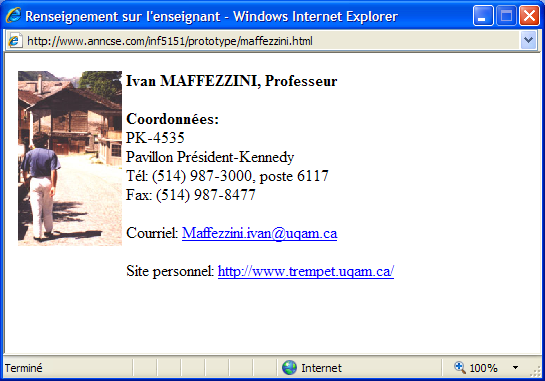 Renseignement sur l'enseignant - Windows Internet Explorer
http://www.anncse.com/inf5151/prototype/maffezzini.html
Ivan MAFFEZZINI, Professeur
Coordonnées:
PK-4535
Pavillon Président-Kennedy
Tél: (514) 987-3000, poste 6117
Fax: (514) 987-8477
Courriel: Maffezzini.ivan@uqam.ca
Site personnel: http://www.trempet.uqam.ca/
Terminé
Internet
100%